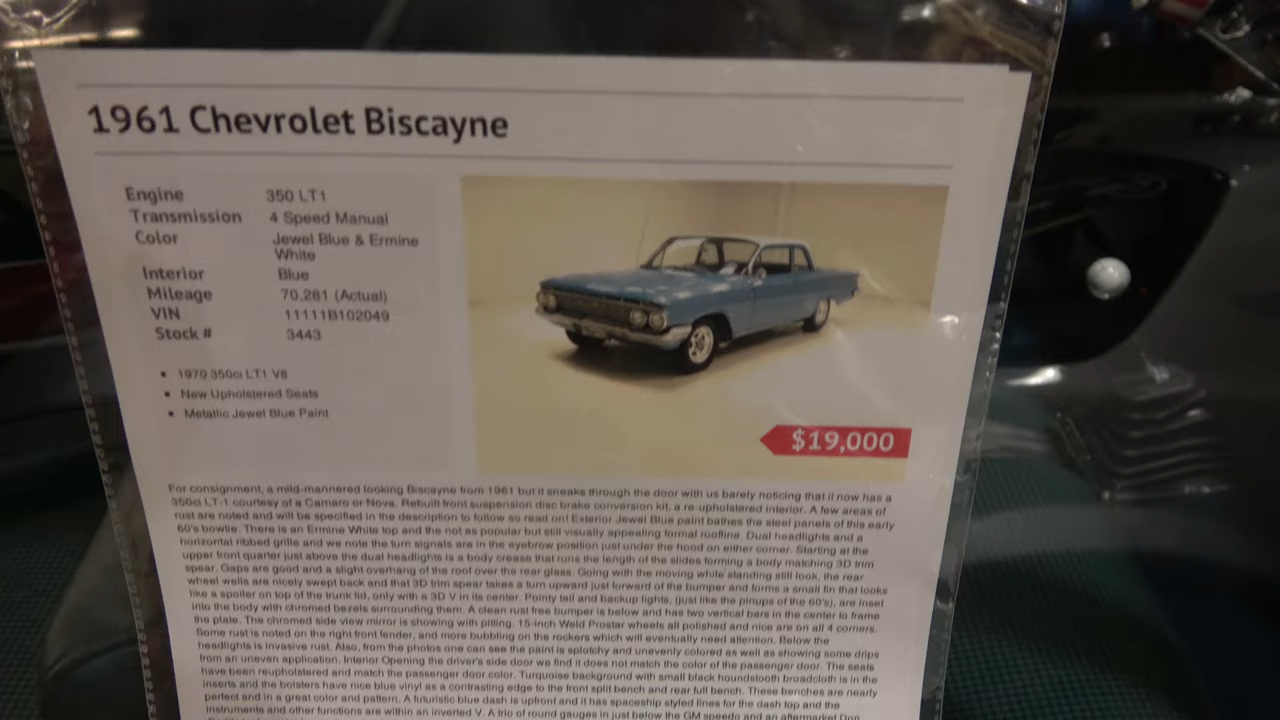 1961 Chevrolet Biscayne
Engine 350 LT1
Transmission 4 Speed Manual
Color Jewel Blue & Ermine
White
Interior Blue
Mileage 70,281 (Actual)
VIN 11111B102049
Stock # 3443
• 1970 350ci LT1 V8
• New Upholstered Seats
• Metallic Jewel Blue Paint
$19,000
For consignment, a mild-mannered looking Biscayne from 1961 but it sneaks through the door with us barely noticing that it now has a
350ci LT-1 courtesy of a Camaro or Nova. Rebuilt front suspension disc brake conversion kit, a re-upholstered interior. A few areas of
rust are noted and will be specified in the description to follow so read on! Exterior Jewel Blue paint bathes the steel panels of this early
60's bowtie. There is an Ermine White top and the not as popular but still visually appealing formal roofline. Dual headlights and a
horizontal ribbed grille and we note the turn signals are in the eyebrow position just under the hood on either corner. Starting at the
upper front quarter just above the dual headlights is a body crease that runs the length of the slides forming a body matching 3D trim
spear. Gaps are good and a slight overhang of the roof over the rear glass. Going with the moving while standing still look, the rear
wheel wells are nicely swept back and that 3D trim spear takes a turn upward just forward of the bumper and forms a small fin that looks
like a spoiler on top of the trunk lid, only with a 3D V in its center. Pointy tail and backup lights, (just like the pinups of the 60's), are inset
into the body with chromed bezels surrounding them. A clean rust free bumper is below and has two vertical bars in the center to frame
the plate. The chromed side view mirror is showing with pitting. 15-inch Weld Prostar wheels all polished and nice are on all 4 corners.
Some rust is noted on the right front fender, and more bubbling on the rockers which will eventually need attention. Below the
headlights is invasive rust. Also, from the photos one can see the paint is splotchy and unevenly colored as well as showing some drips
from an uneven application. Interior Opening the driver's side door we find it does not match the color of the passenger door. The seats
have been reupholstered and match the passenger door color. Turquoise background with small black houndstooth broadcloth is in the
inserts and the bolsters have nice blue vinyl as a contrasting edge to the front split bench and rear full bench. These benches are nearly
perfect and in a great color and pattern. A futuristic blue dash is upfront and it has spaceship styled lines for the dash top and the
instruments and other functions are within an inverted V. A trio of round gauges in just below the GM speedo and an aftermarket Don